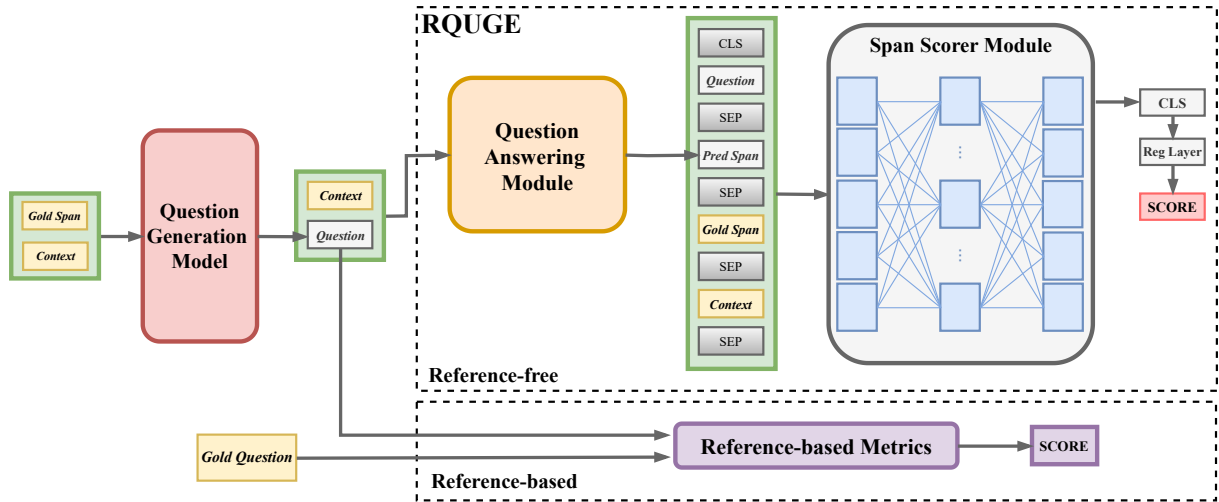 RQUGE
Gold Span
Context
Question
Generation
Model
Context
Question
Question
Answering
Module
CLS
Question
SEP
Pred Span
SEP
Gold Span
SEP
Context
SEP
Span Scorer Module
...
...
CLS
Reg Layer
SCORE
Reference-free
Gold Question
Reference-based Metrics
SCORE
Reference-based